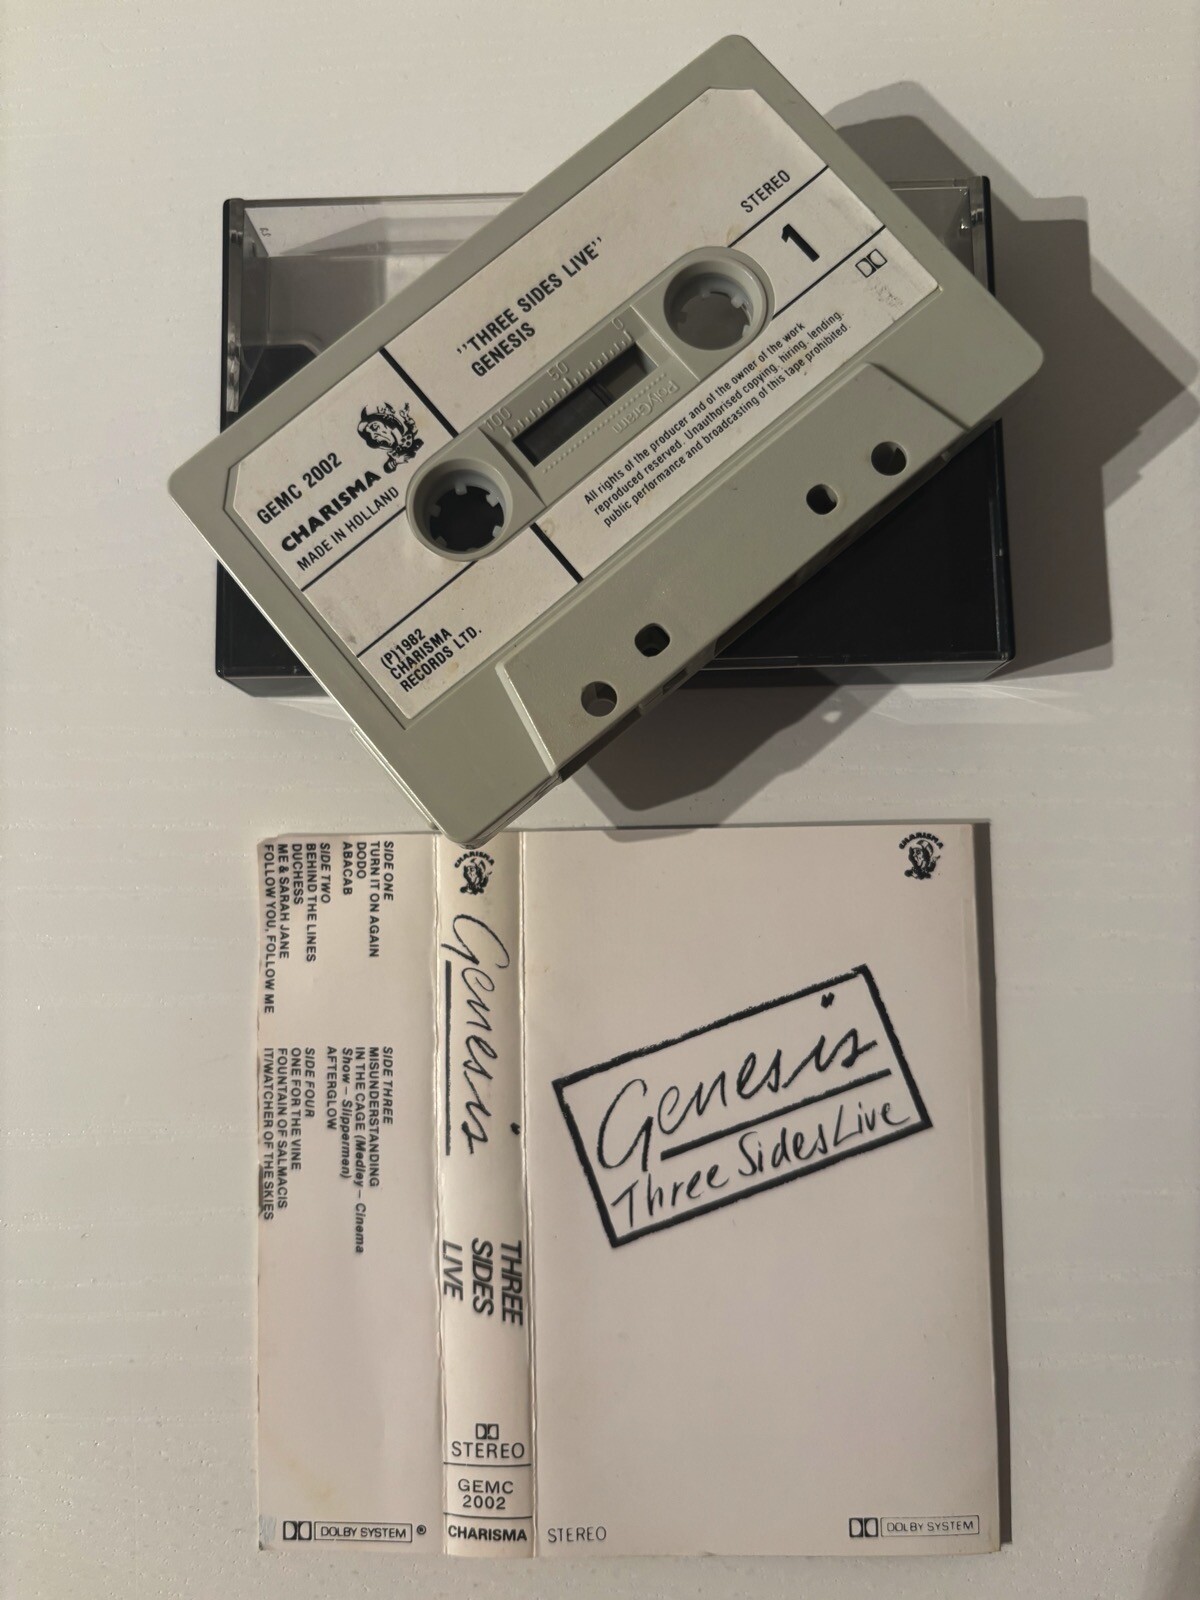 "THREE SIDES LIVE"
GENESIS
STEREO
1
GEMC 2002
CHARISMA
MADE IN HOLLAND
100 50 0
PolyGram
All rights of the producer and of the owner of the work
reproduced reserved. Unauthorised copying, hiring, lending,
public performance and broadcasting of this tape prohibited.
(P)1982
CHARISMA
RECORDS LTD.
SIDE ONE
TURN IT ON AGAIN
DODO
ABACAB
SIDE TWO
BEHIND THE LINES
DUCHESS
ME & SARAH JANE
FOLLOW YOU, FOLLOW ME
SIDE THREE
MISUNDERSTANDING
IN THE CAGE (Medley – Cinema
Show – Slipperman)
AFTERGLOW
SIDE FOUR
ONE FOR THE VINE
FOUNTAIN OF SALMACIS
IT/WATCHER OF THE SKIES
DOLBY SYSTEM ®
CHARISMA
Genesis
THREE
SIDES
LIVE
STEREO
GEMC
2002
CHARISMA
CHARISMA
Genesis
Three Sides Live
STEREO
DOLBY SYSTEM